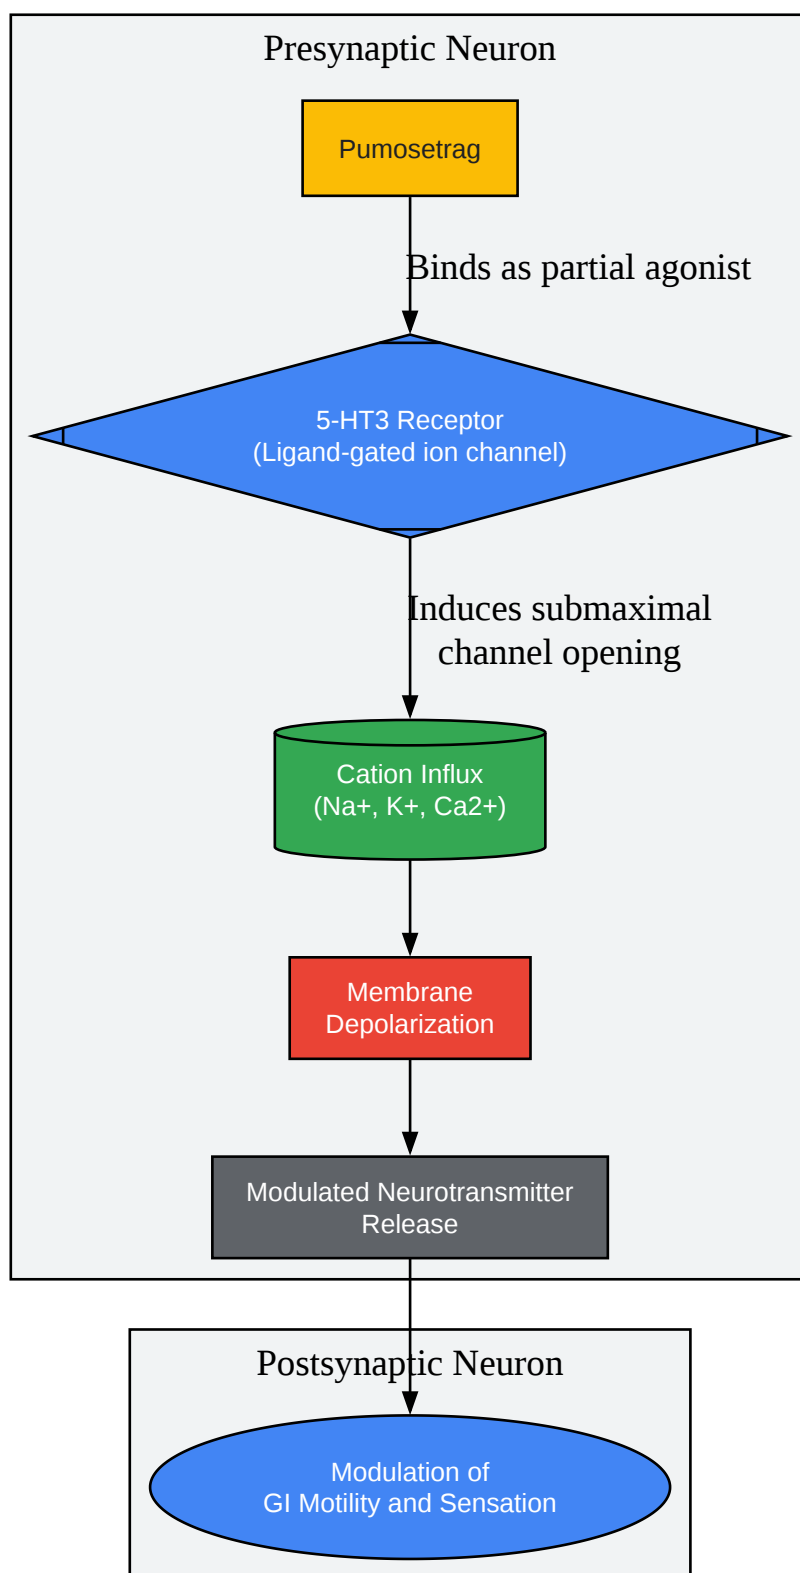 Presynaptic Neuron
Pumosetrag
Binds as partial agonist
5-HT3 Receptor
(Ligand-gated ion channel)
Induces submaximal
channel opening
Cation Influx
(Na+, K+, Ca2+)
Membrane
Depolarization
Modulated Neurotransmitter
Release
Postsynaptic Neuron
Modulation of
GI Motility and Sensation